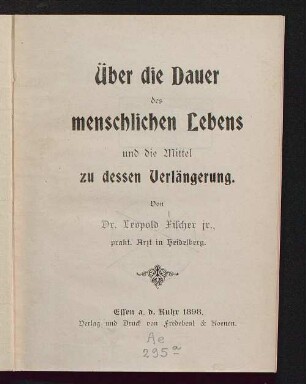 Über die Dauer
des
menschlichen Lebens
und die Mittel
zu dessen Verlängerung.
Von
Dr. Leopold Fischer jr.,
prakt. Arzt in Heidelberg.
Essen a. d. Ruhr 1896,
Verlag und Druck von Fredebeul & Koenen.
Ae
295a